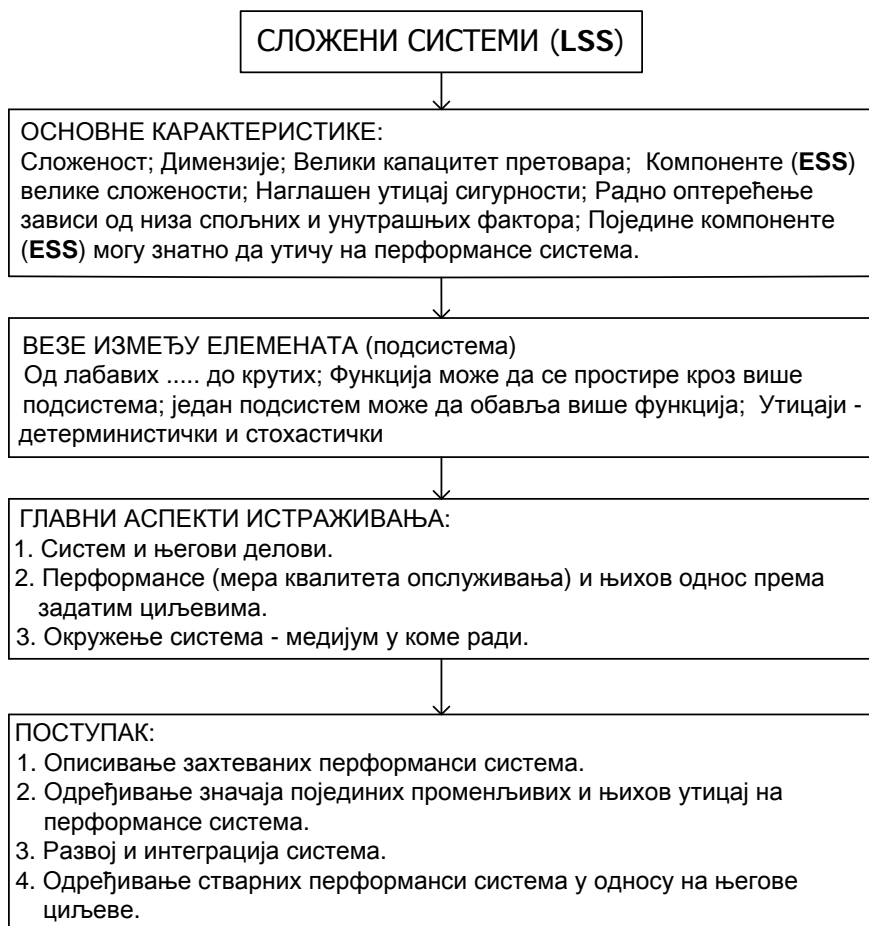 СЛОЖЕНИ СИСТЕМИ (LSS)
ОСНОВНЕ КАРАКТЕРИСТИКЕ:
Сложеност; Димензије; Велики капацитет претовара; Компоненте (ESS)
велике сложености; Наглашен утицај сигурности; Радно оптерећење
зависи од низа спољних и унутрашњих фактора; Поједине компоненте
(ESS) могу знатно да утичу на перформансе система.
ВЕЗЕ ИЗМЕЂУ ЕЛЕМЕНАТА (подсистема)
Од лабавих ..... до крутих; Функција може да се простире кроз више
подсистема; један подсистем може да обавља више функција; Утицаји -
детерминистички и стохастички
ГЛАВНИ АСПЕКТИ ИСТРАЖИВАЊА:
1. Систем и његови делови.
2. Перформансе (мера квалитета опслуживања) и њихов однос према
задатим циљевима.
3. Окружење система - медијум у коме ради.
ПОСТУПАК:
1. Описивање захтеваних перформанси система.
2. Одређивање значаја појединих променљивих и њихов утицај на
перформансе система.
3. Развој и интеграција система.
4. Одређивање стварних перформанси система у односу на његове
циљеве.